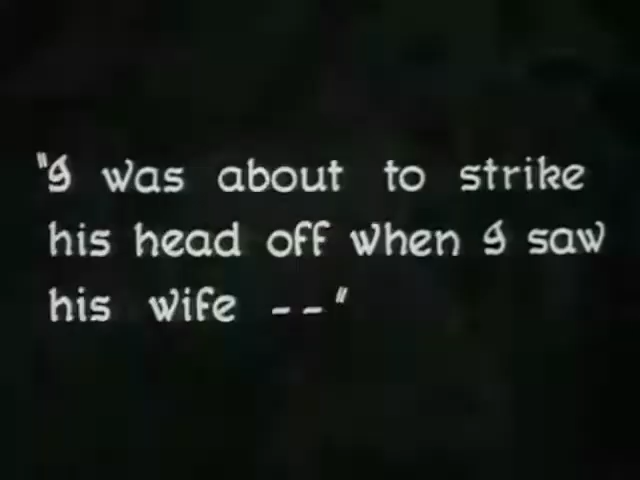 "I was about to strike
his head off when I saw
his wife --"